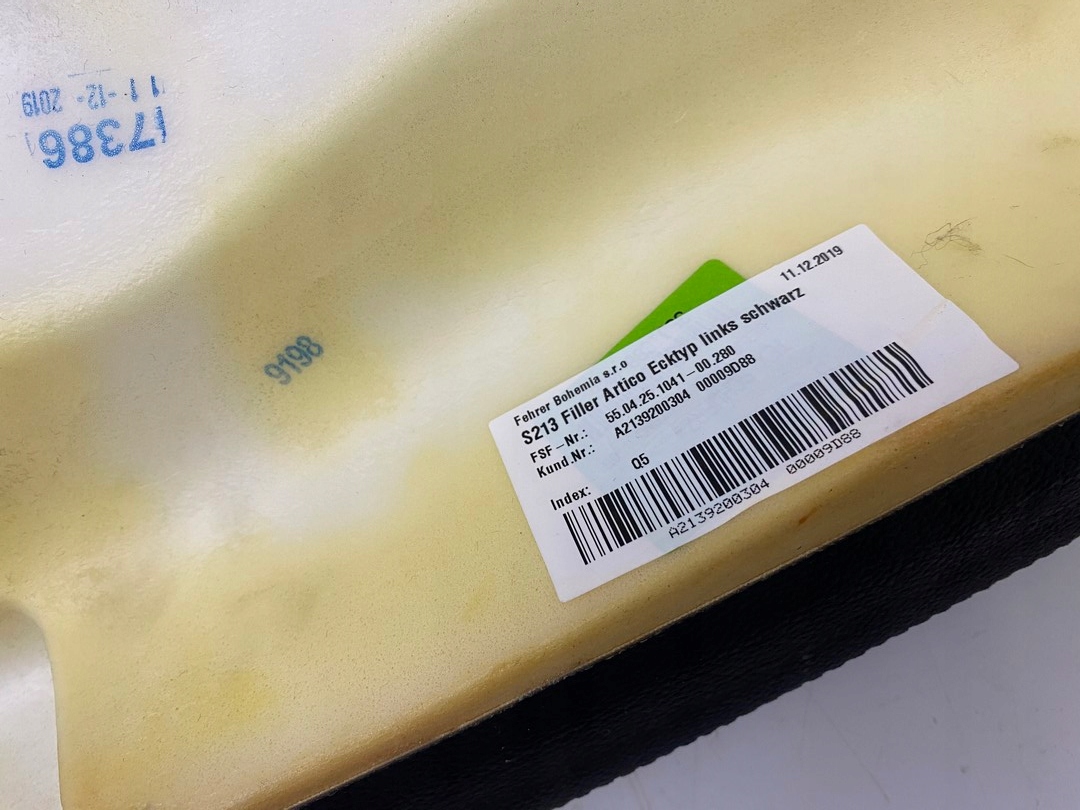 11-12-2019
17386
9198
11.12.2019
Fehrer Bohemia s.r.o
S213 Filler Artico Ecktyp links schwarz
FSF-Nr.: 55.04.25.1041-00.280
Kund.Nr.: A2139200304 00009D88
Index: Q5
A2139200304 00009D88